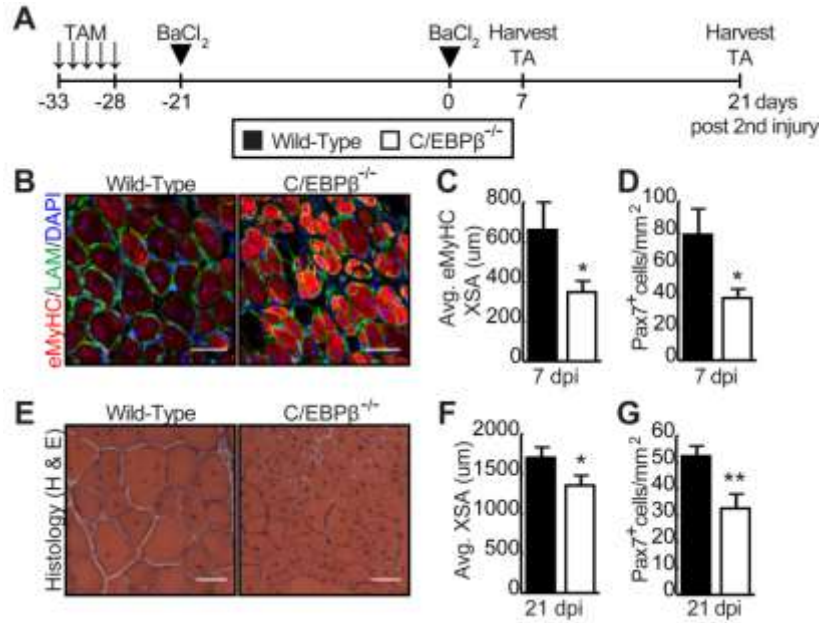 A
TAM
BaCl2
BaCl2
Harvest
TA
Harvest
TA
-33
-28
-21
0
7
21 days
post 2nd injury
Wild-Type
C/EBPβ−/−
B
Wild-Type
C/EBPβ−/−
eMyHC/LAM/DAPI
C
Avg. eMyHC
XSA (um)
800
600
400
200
0
*
7 dpi
D
Pax7+cells/mm2
80
60
40
20
0
*
7 dpi
E
Wild-Type
C/EBPβ−/−
Histology (H & E)
F
Avg. XSA (um)
2000
1500
1000
500
0
*
21 dpi
G
Pax7+cells/mm2
60
50
40
30
20
10
0
**
21 dpi